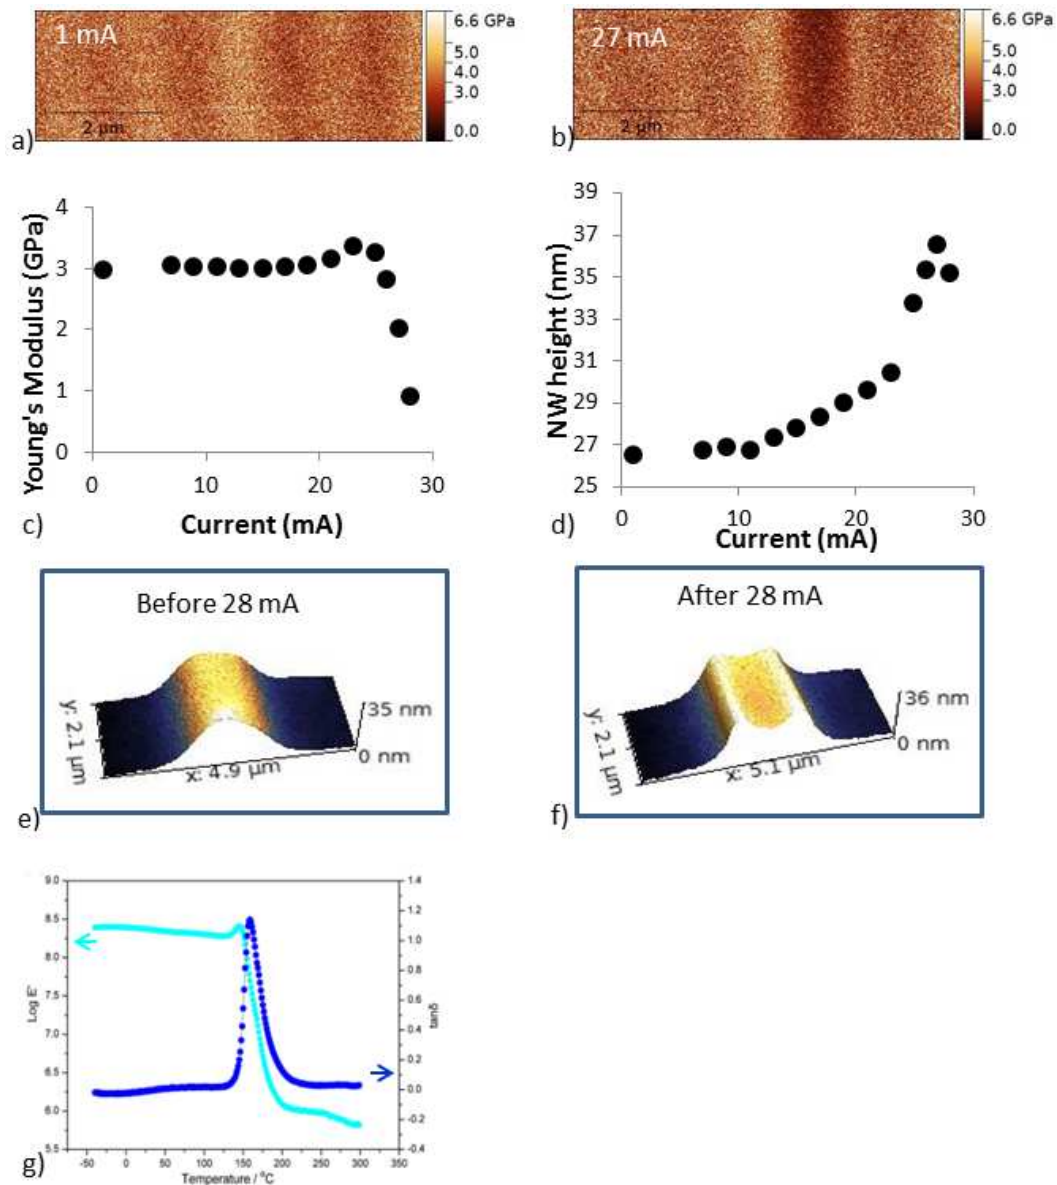 1 mA
2 µm
6.6 GPa
5.0
4.0
3.0
0.0
a)
27 mA
2 µm
6.6 GPa
5.0
4.0
3.0
0.0
b)
Young's Modulus (GPa)
4
3
2
1
0
0 10 20 30
Current (mA)
c)
NW height (nm)
39
37
35
33
31
29
27
25
0 10 20 30
Current (mA)
d)
Before 28 mA
y: 2.1 µm
x: 4.9 µm
35 nm
0 nm
e)
After 28 mA
y: 2.1 µm
x: 5.1 µm
36 nm
0 nm
f)
Log E'
9.0
8.5
8.0
7.5
7.0
6.5
6.0
5.5
1.4
1.2
1.0
0.8
0.6
0.4
0.2
0.0
-0.2
-0.4
tanδ
-50 0 50 100 150 200 250 300 350
Temperature / °C
g)